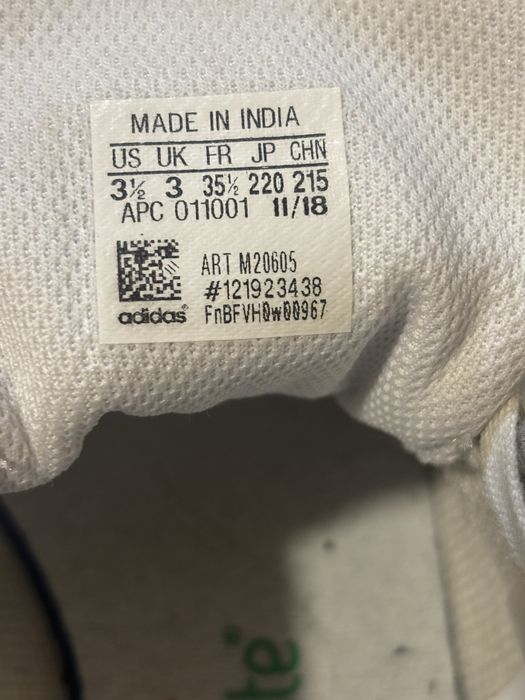 MADE IN INDIA
US UK FR JP CHN
3½ 3 35½ 220 215
APC 011001 11/18
ART M20605
#121923438
adidas® FnBFVH0w00967